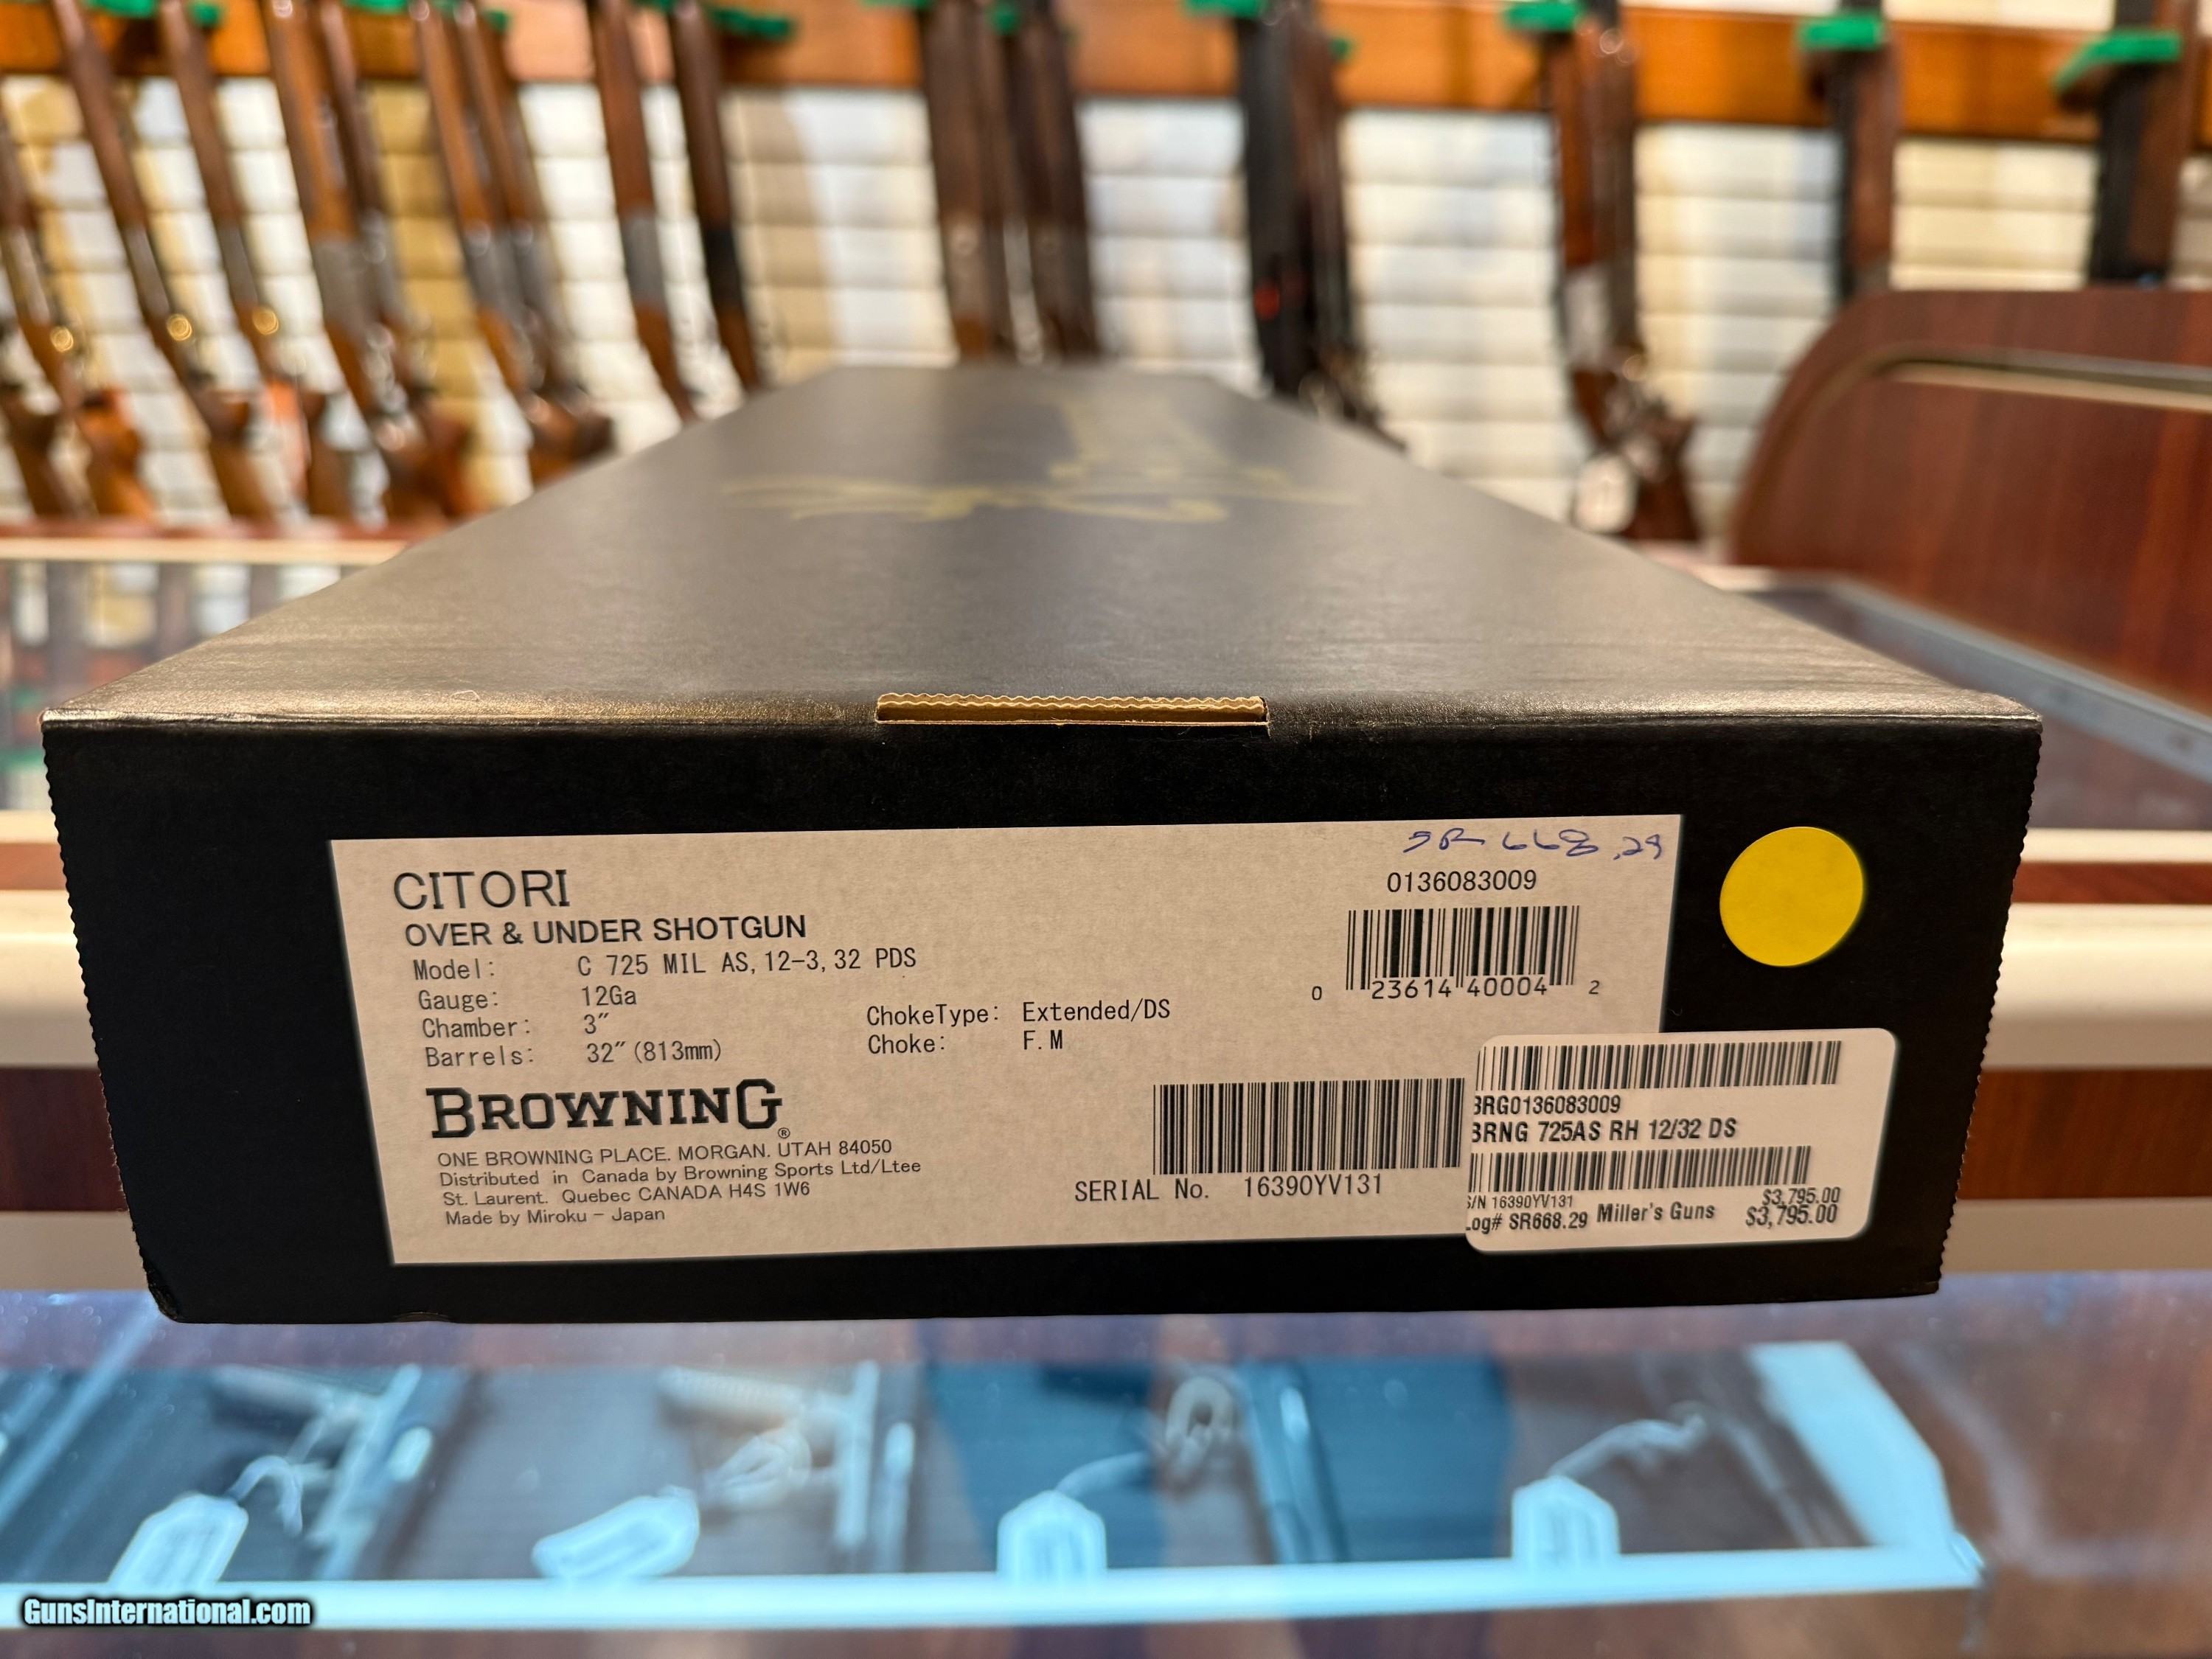 SR 668.29
0136083009
CITORI
OVER & UNDER SHOTGUN
Model: C 725 MIL AS, 12-3, 32 PDS
Gauge: 12Ga
Chamber: 3"
Barrels: 32"(813mm)
ChokeType: Extended/DS
Choke: F.M
0 23614 40004 2
BROWNING®
ONE BROWNING PLACE. MORGAN. UTAH 84050
Distributed in Canada by Browning Sports Ltd/Ltee
St. Laurent. Quebec CANADA H4S 1W6
Made by Miroku - Japan
SERIAL No. 16390YV131
BRG0136083009
BRNG 725AS RH 12/32 DS
S/N 16390YV131 $3,795.00
Log# SR668.29 Miller's Guns $3,795.00
GunsInternational.com